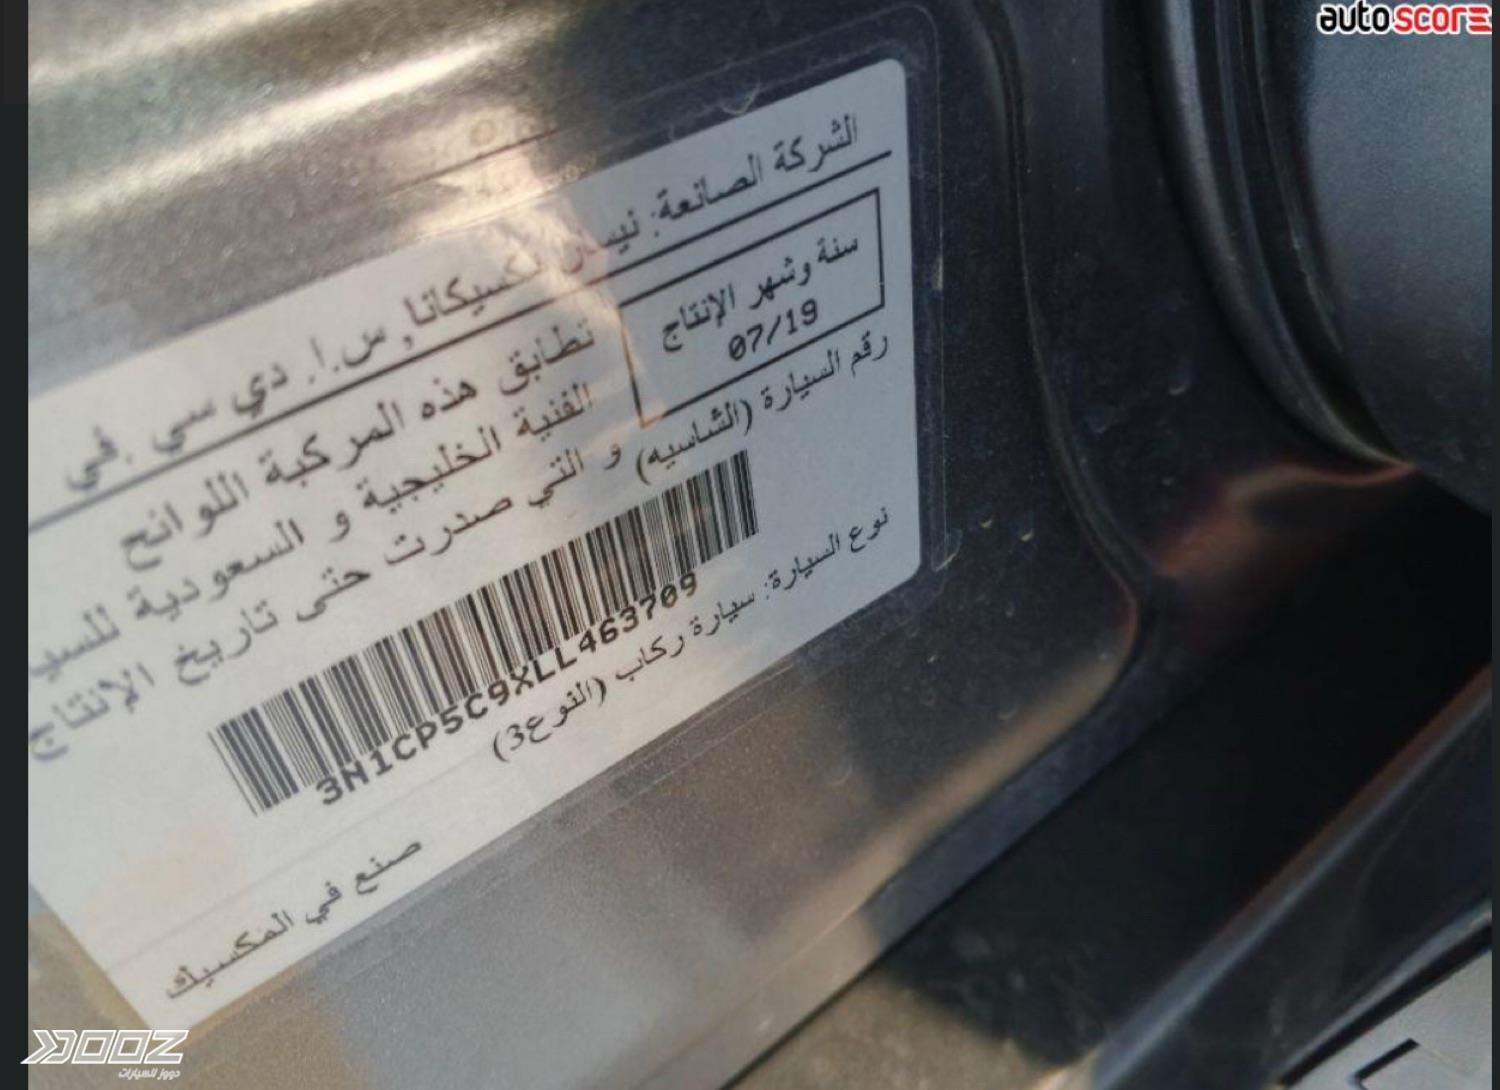 autoscore
الشركة الصانعة: نيسان مكسيكانا, س.ا. دي سي .في
سنة وشهر الإنتاج
07/19
تطابق هذه المركبة اللوائح
الفنية الخليجية و السعودية
و التي صدرت حتى تاريخ الإنتاج
رقم السيارة (الشاسيه)
3N1CP5C9XLL463709
نوع السيارة: سيارة ركاب (النوع3)
صنع في المكسيك
DOOZ
دووز للسيارات